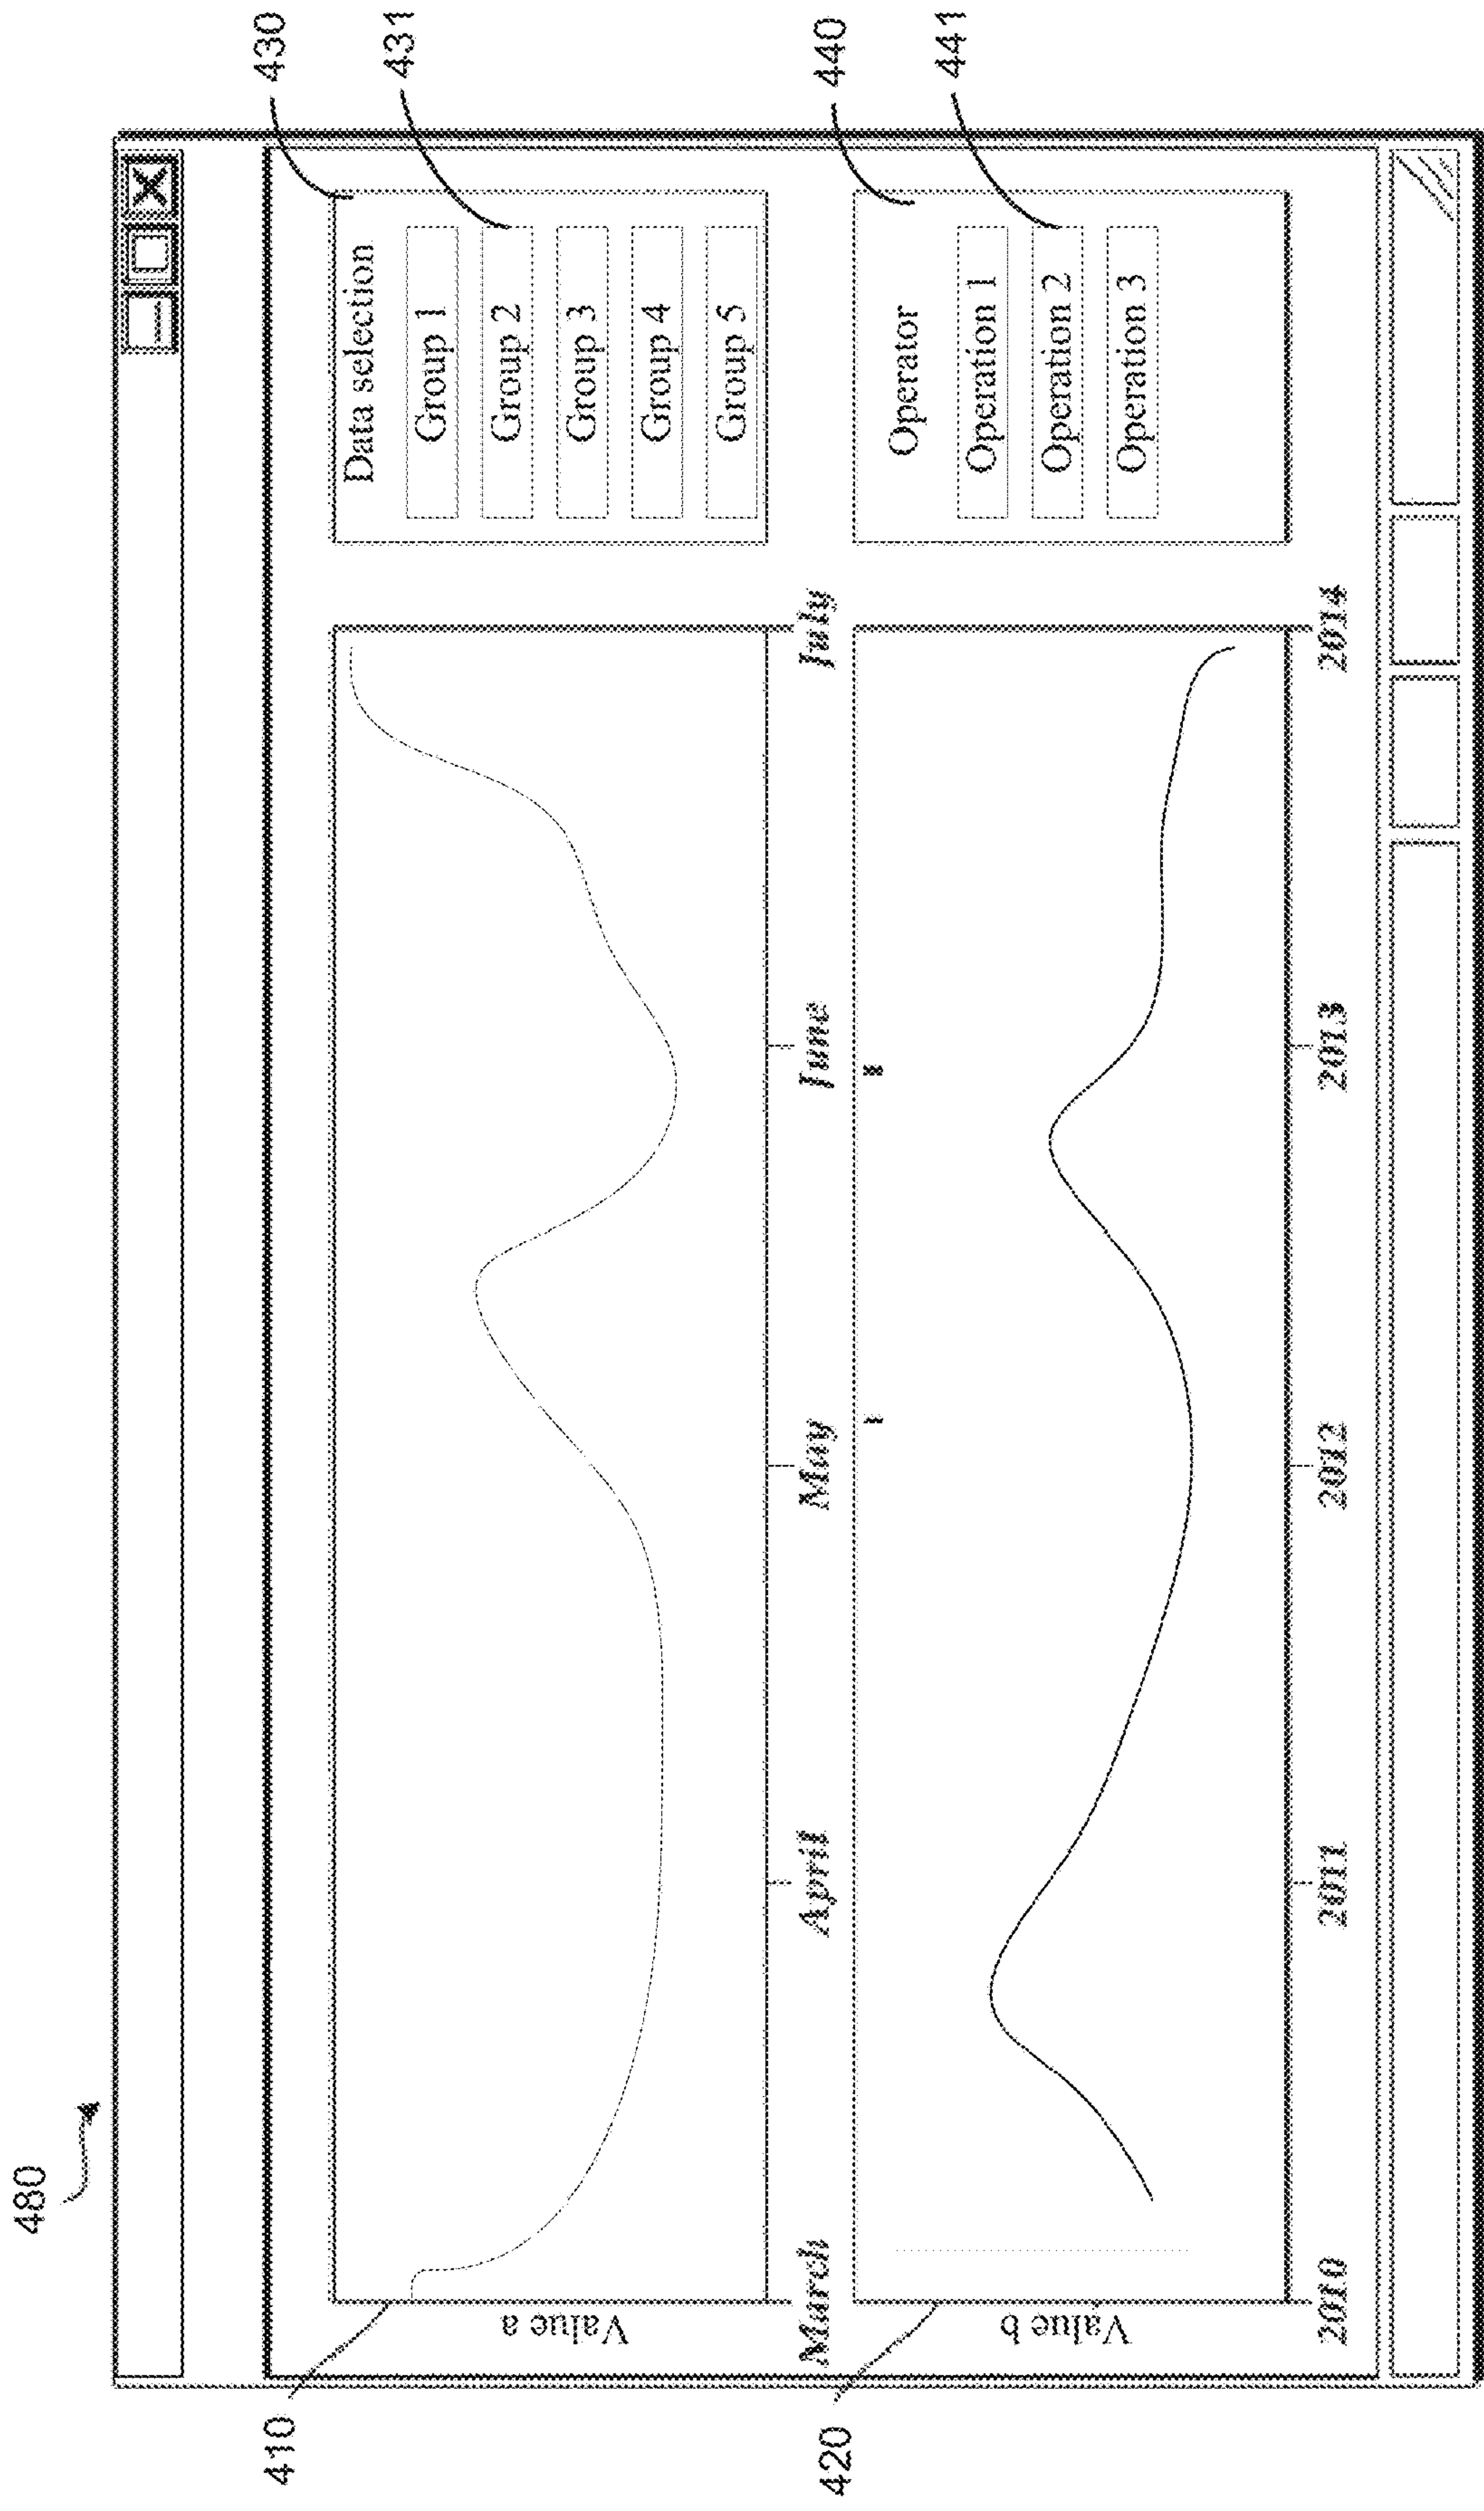 480
430
431
Data selection
Group 1
Group 2
Group 3
Group 4
Group 5
410
Value a
March
April
May
June
July
440
441
Operator
Operation 1
Operation 2
Operation 3
420
Value b
2010
2011
2012
2013
2014